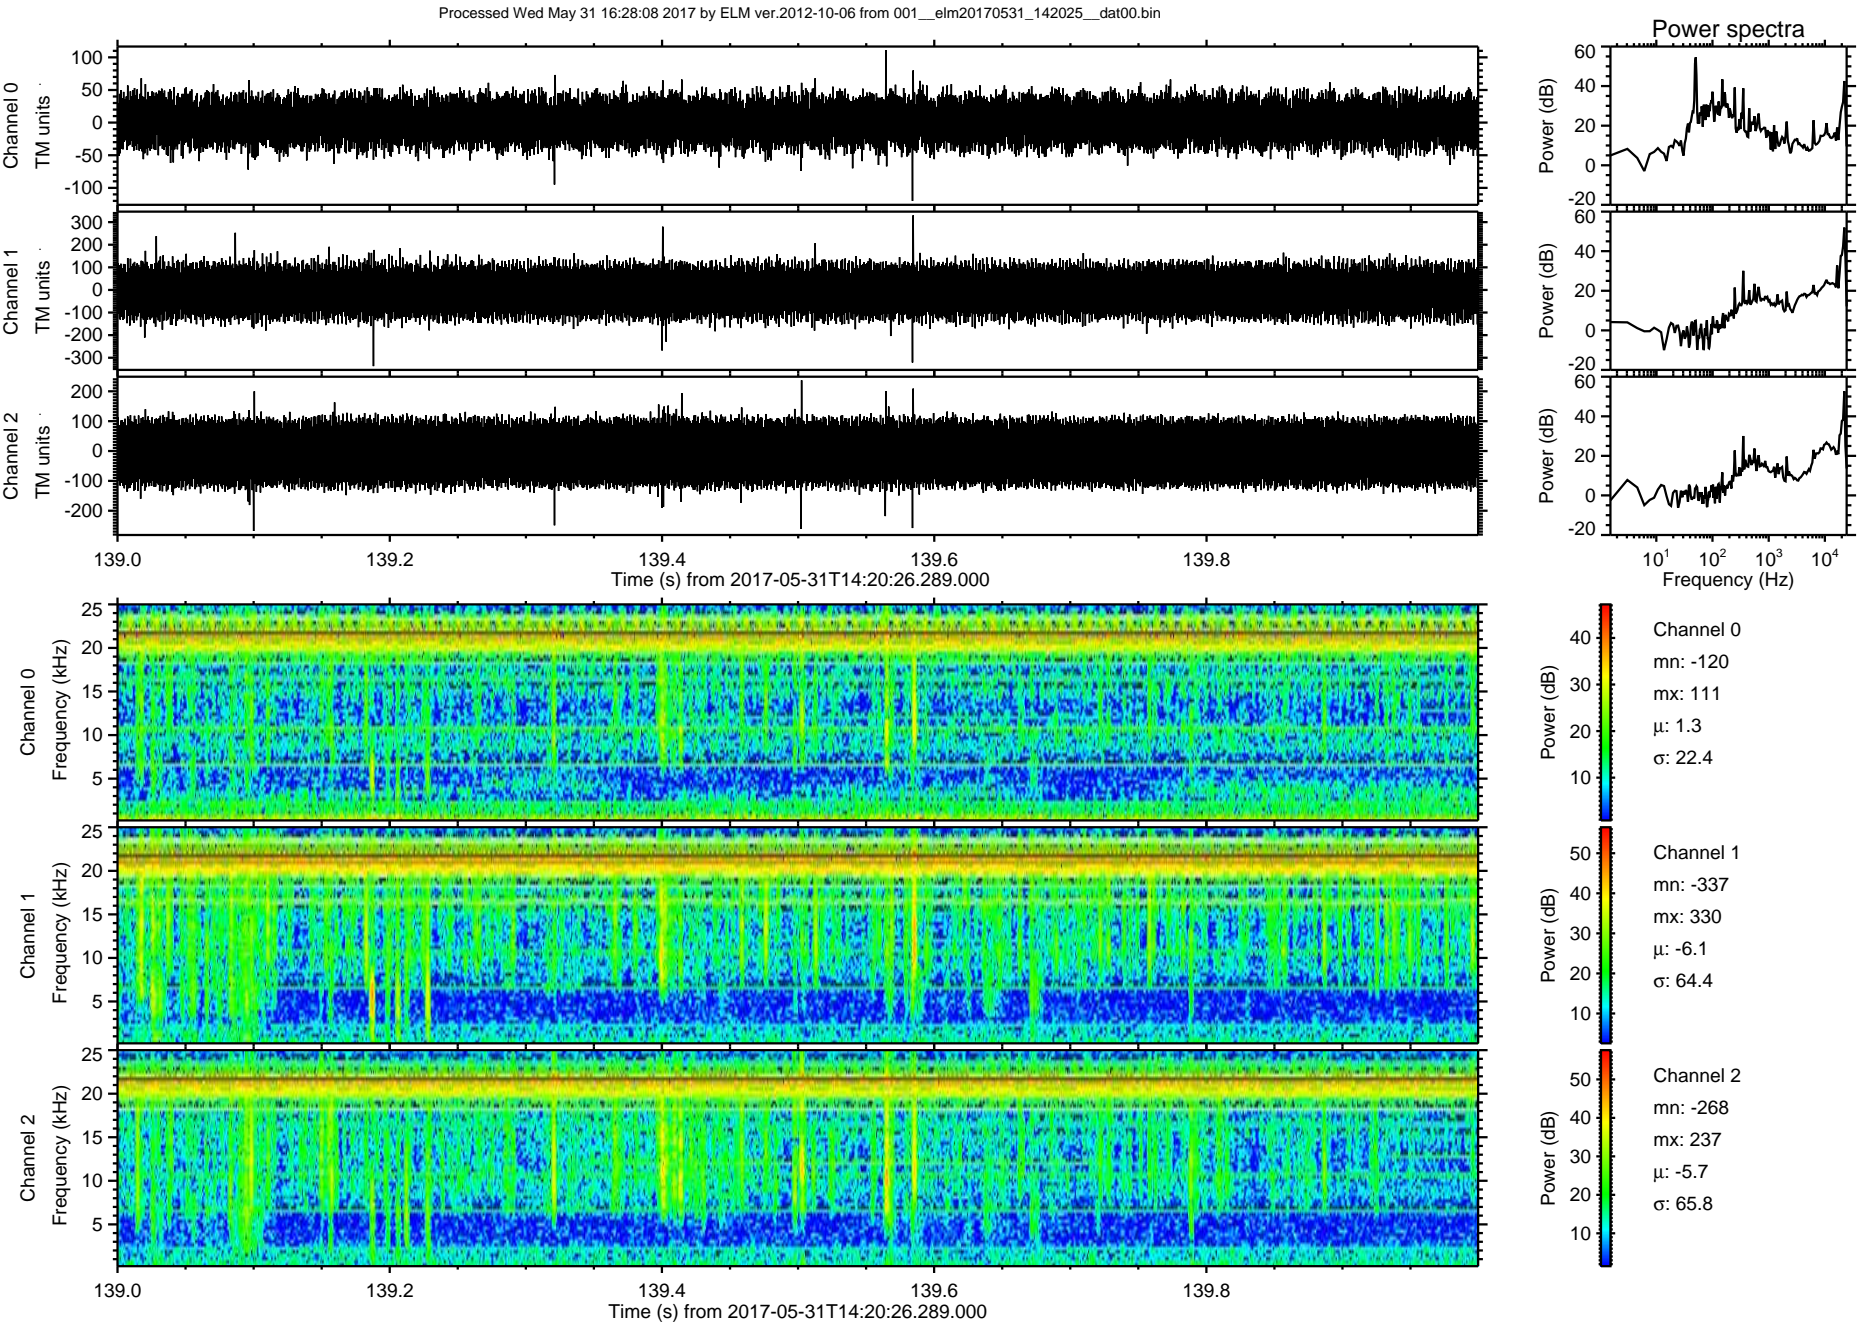 Processed Wed May 31 16:28:08 2017 by ELM ver.2012-10-06 from 001__elm20170531_142025__dat00.bin
Power spectra
Channel 0
TM units
100
50
0
-50
-100
Power (dB)
60
40
20
0
-20
Channel 1
TM units
300
200
100
0
-100
-200
-300
Power (dB)
60
40
20
0
-20
Channel 2
TM units
200
100
0
-100
-200
Power (dB)
60
40
20
0
-20
139.0 139.2 139.4 139.6 139.8
Time (s) from 2017-05-31T14:20:26.289.000
10¹ 10² 10³ 10⁴
Frequency (Hz)
Channel 0
Frequency (kHz)
25
20
15
10
5
Power (dB)
40
30
20
10
Channel 0
mn: -120
mx: 111
μ: 1.3
σ: 22.4
Channel 1
Frequency (kHz)
25
20
15
10
5
Power (dB)
50
40
30
20
10
Channel 1
mn: -337
mx: 330
μ: -6.1
σ: 64.4
Channel 2
Frequency (kHz)
25
20
15
10
5
Power (dB)
50
40
30
20
10
Channel 2
mn: -268
mx: 237
μ: -5.7
σ: 65.8
139.0 139.2 139.4 139.6 139.8
Time (s) from 2017-05-31T14:20:26.289.000